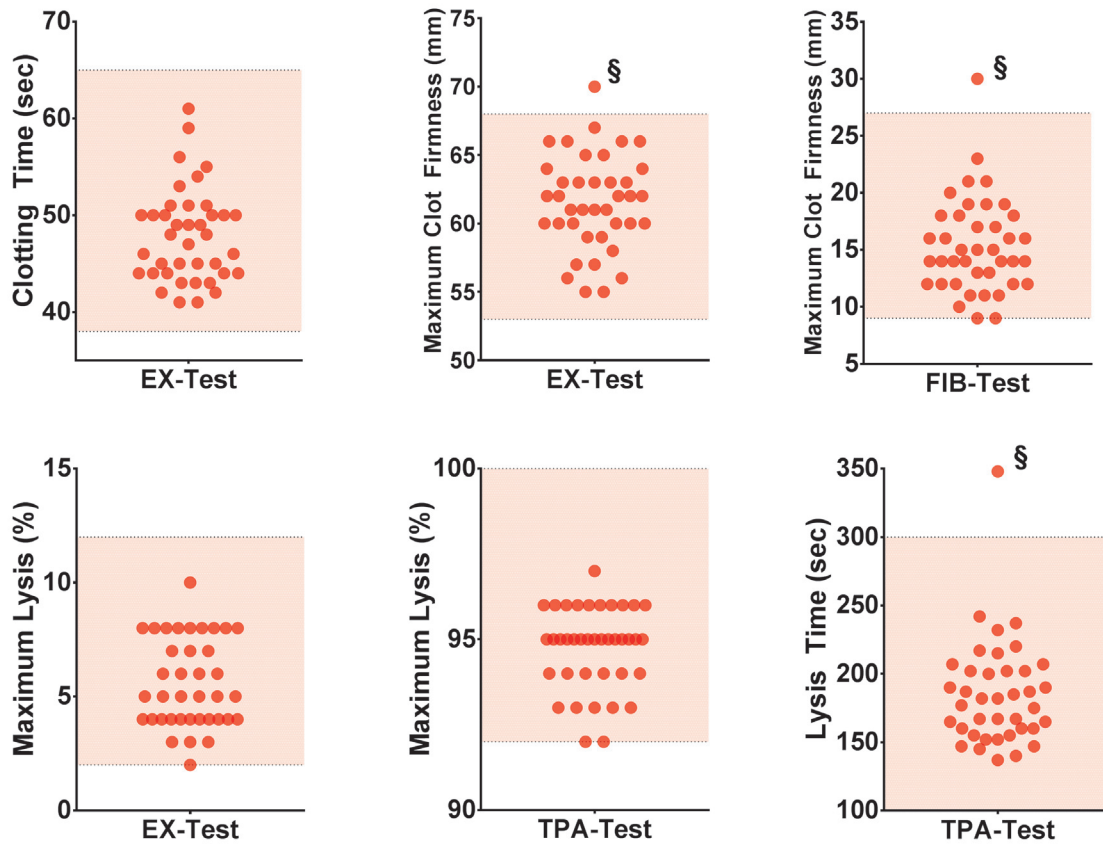 Clotting Time (sec)
70
60
50
40
EX-Test
Maximum Clot Firmness (mm)
75
70
65
60
55
50
§
EX-Test
Maximum Clot Firmness (mm)
35
30
25
20
15
10
5
§
FIB-Test
Maximum Lysis (%)
15
10
5
0
EX-Test
Maximum Lysis (%)
100
95
90
TPA-Test
Lysis Time (sec)
350
300
250
200
150
100
§
TPA-Test